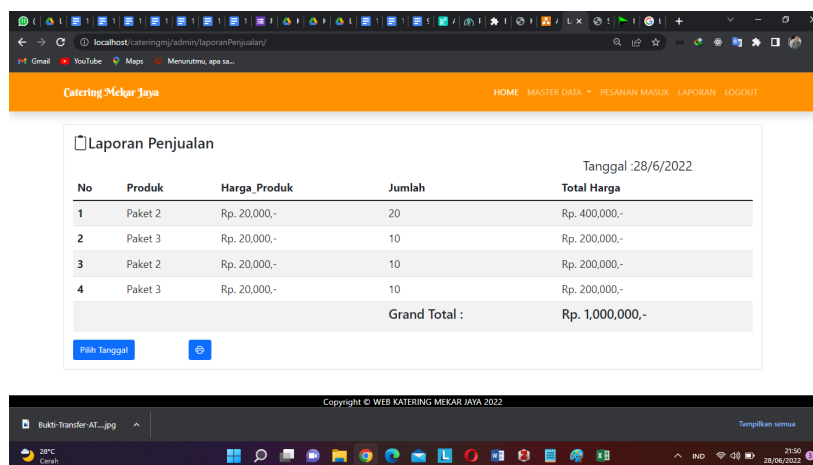 localhost/cateringmj/admin/laporanPenjualan/
Gmail YouTube Maps Menurutmu, apa sa...
Catering Mekar Jaya HOME MASTER DATA PESANAN MASUK LAPORAN LOGOUT
Laporan Penjualan
Tanggal :28/6/2022
No Produk Harga_Produk Jumlah Total Harga
1 Paket 2 Rp. 20,000,- 20 Rp. 400,000,-
2 Paket 3 Rp. 20,000,- 10 Rp. 200,000,-
3 Paket 2 Rp. 20,000,- 10 Rp. 200,000,-
4 Paket 3 Rp. 20,000,- 10 Rp. 200,000,-
Grand Total : Rp. 1,000,000,-
Pilih Tanggal
Copyright © WEB KATERING MEKAR JAYA 2022
Bukti-Transfer-AT....jpg Tampilkan semua
28°C
Cerah
IND
21:50
28/06/2022